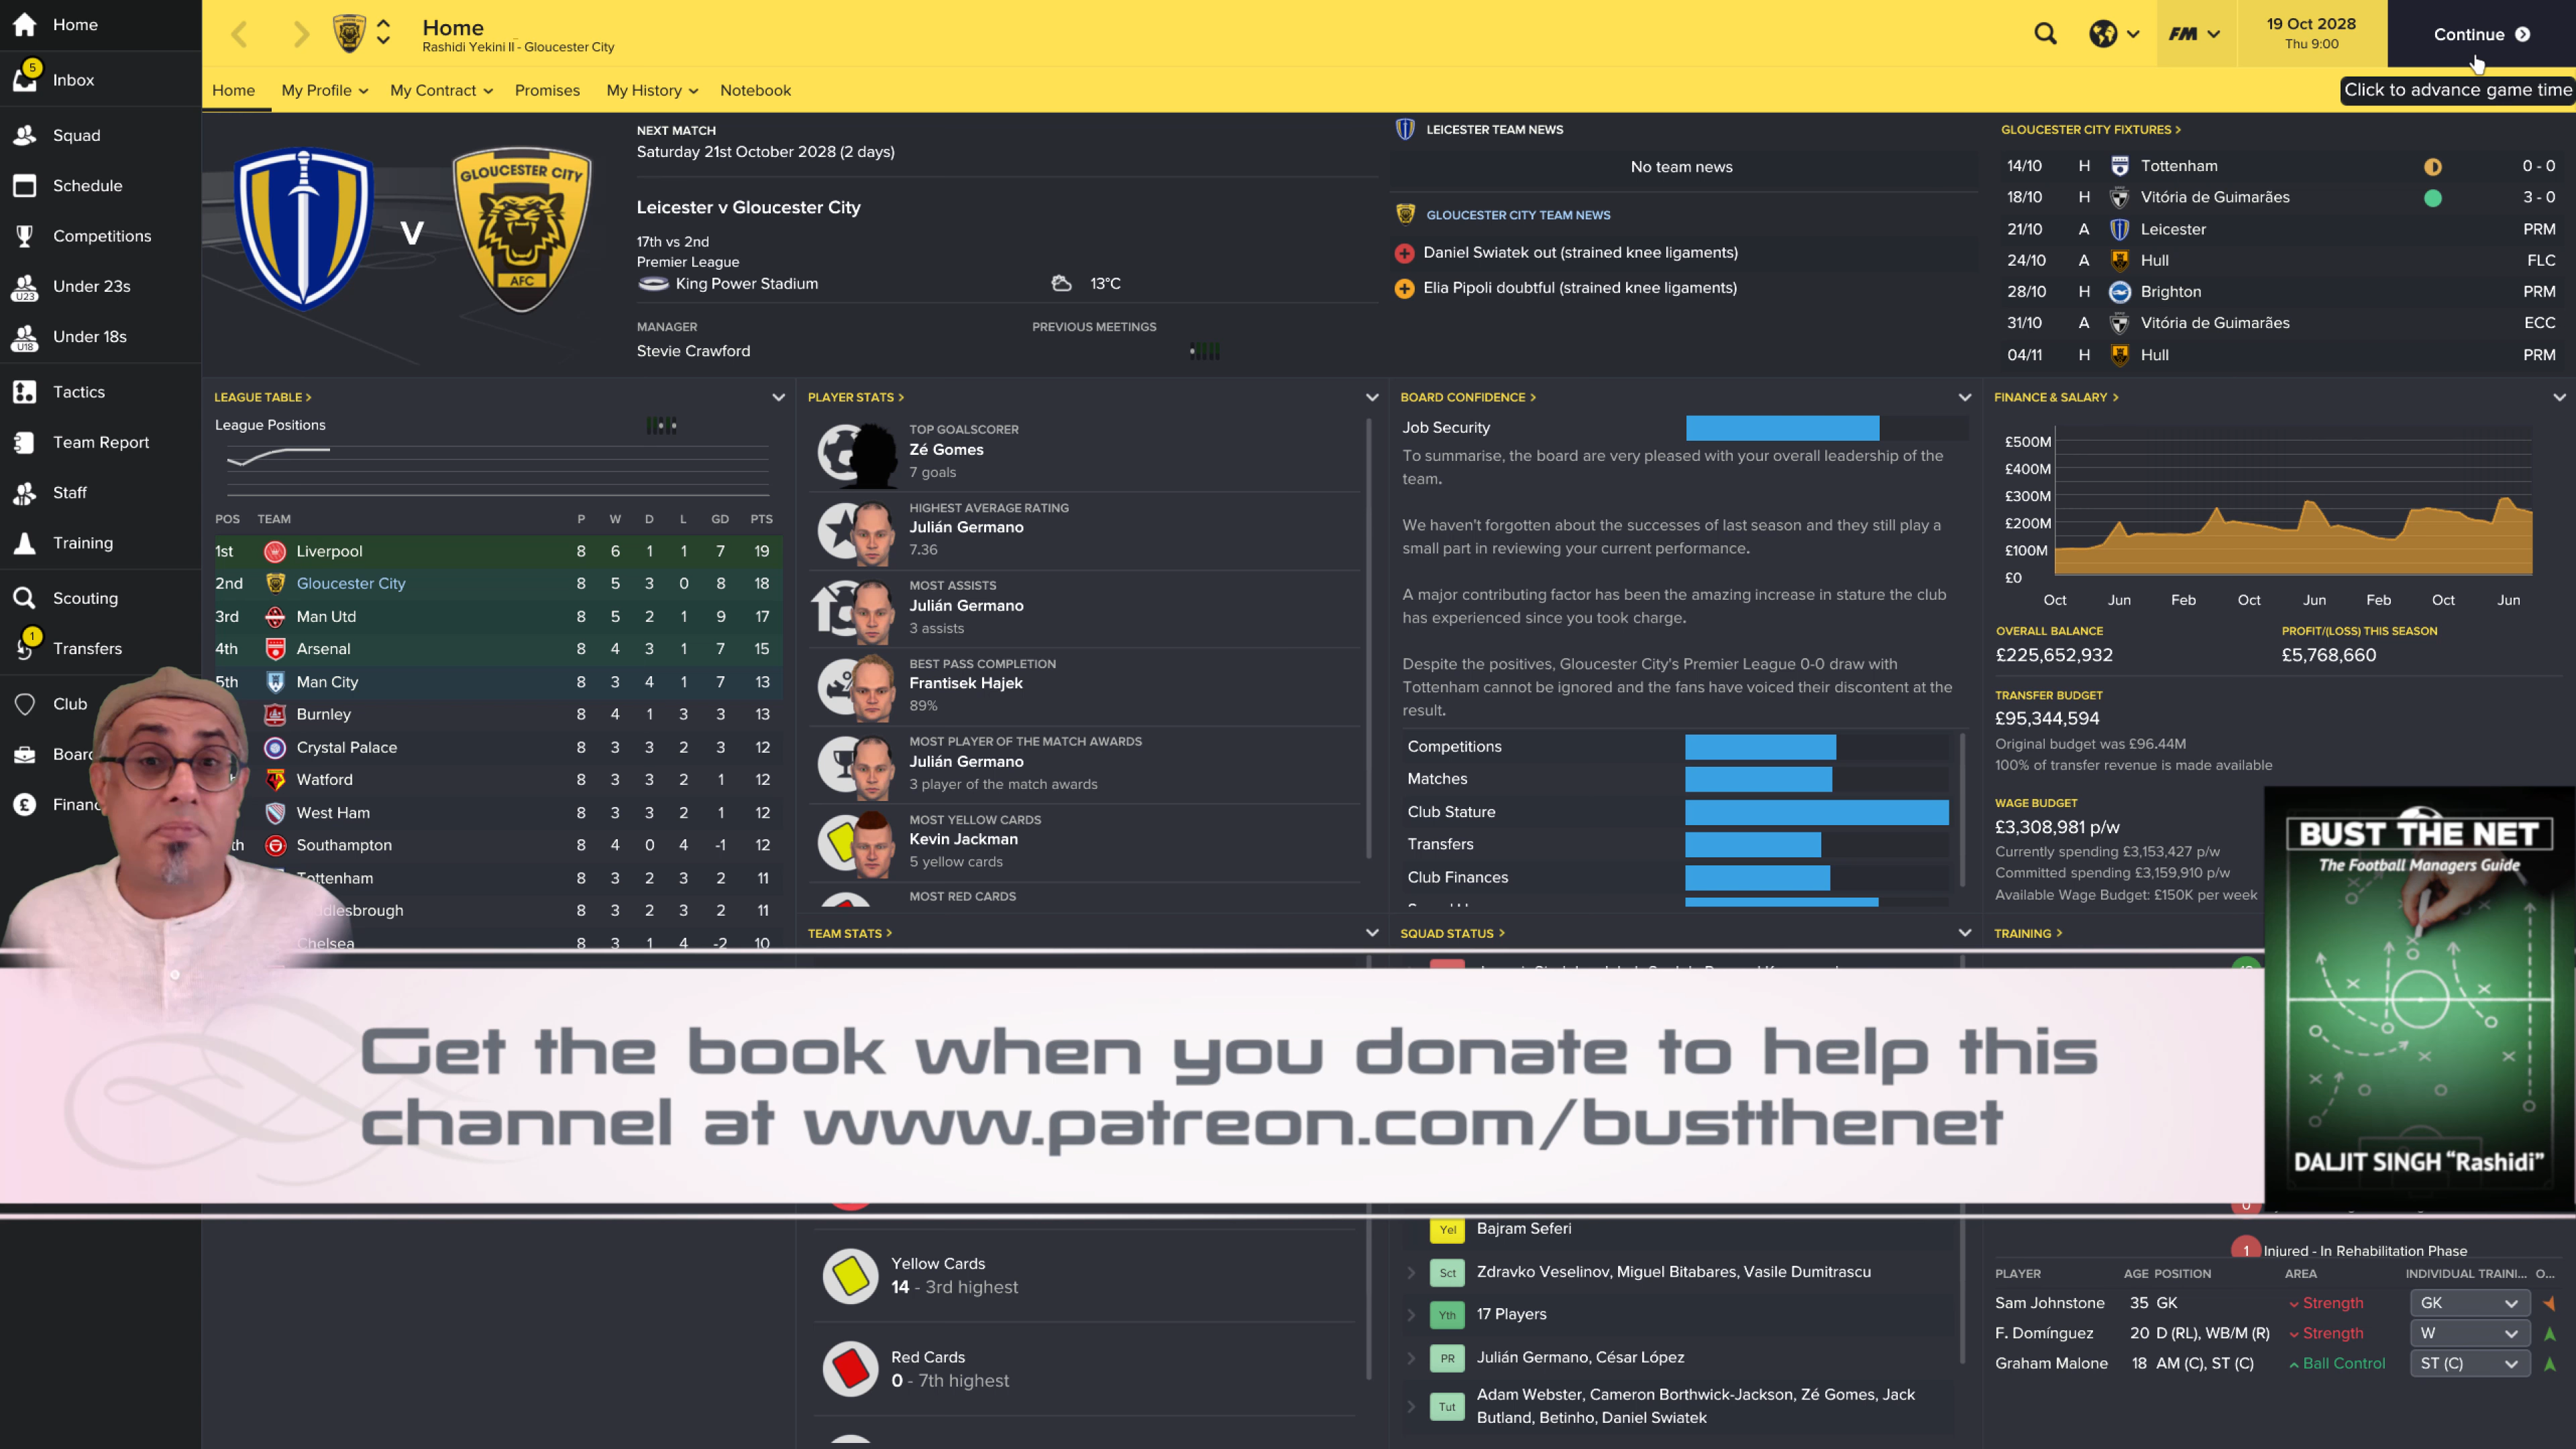 Home
5
Inbox
Squad
Schedule
Competitions
U23
Under 23s
U18
Under 18s
Tactics
Team Report
Staff
Training
Scouting
1
Transfers
Club
Home
Rashidi Yekini II - Gloucester City
FM
19 Oct 2028
Thu 9:00
Continue
Click to advance game time
Home
My Profile
My Contract
Promises
My History
Notebook
V
GLOUCESTER CITY
AFC
NEXT MATCH
Saturday 21st October 2028 (2 days)
Leicester v Gloucester City
17th vs 2nd
Premier League
King Power Stadium
13°C
MANAGER
Stevie Crawford
PREVIOUS MEETINGS
LEICESTER TEAM NEWS
No team news
GLOUCESTER CITY TEAM NEWS
Daniel Swiatek out (strained knee ligaments)
Elia Pipoli doubtful (strained knee ligaments)
GLOUCESTER CITY FIXTURES >
14/10 H Tottenham 0 - 0
18/10 H Vitória de Guimarães 3 - 0
21/10 A Leicester PRM
24/10 A Hull FLC
28/10 H Brighton PRM
31/10 A Vitória de Guimarães ECC
04/11 H Hull PRM
LEAGUE TABLE >
League Positions
POS TEAM P W D L GD PTS
1st Liverpool 8 6 1 1 7 19
2nd Gloucester City 8 5 3 0 8 18
3rd Man Utd 8 5 2 1 9 17
4th Arsenal 8 4 3 1 7 15
5th Man City 8 3 4 1 7 13
Burnley 8 4 1 3 3 13
Crystal Palace 8 3 3 2 3 12
Watford 8 3 3 2 1 12
West Ham 8 3 3 2 1 12
th Southampton 8 4 0 4 -1 12
Tottenham 8 3 2 3 2 11
dlesbrough 8 3 2 3 2 11
Chelsea 8 3 1 4 -2 10
PLAYER STATS >
TOP GOALSCORER
Zé Gomes
7 goals
HIGHEST AVERAGE RATING
Julián Germano
7.36
MOST ASSISTS
Julián Germano
3 assists
BEST PASS COMPLETION
Frantisek Hajek
89%
MOST PLAYER OF THE MATCH AWARDS
Julián Germano
3 player of the match awards
MOST YELLOW CARDS
Kevin Jackman
5 yellow cards
MOST RED CARDS
BOARD CONFIDENCE >
Job Security
To summarise, the board are very pleased with your overall leadership of the
team.
We haven't forgotten about the successes of last season and they still play a
small part in reviewing your current performance.
A major contributing factor has been the amazing increase in stature the club
has experienced since you took charge.
Despite the positives, Gloucester City's Premier League 0-0 draw with
Tottenham cannot be ignored and the fans have voiced their discontent at the
result.
Competitions
Matches
Club Stature
Transfers
Club Finances
FINANCE & SALARY >
£500M
£400M
£300M
£200M
£100M
£0
Oct Jun Feb Oct Jun Feb Oct Jun
OVERALL BALANCE
£225,652,932
PROFIT/(LOSS) THIS SEASON
£5,768,660
TRANSFER BUDGET
£95,344,594
Original budget was £96.44M
100% of transfer revenue is made available
WAGE BUDGET
£3,308,981 p/w
Currently spending £3,153,427 p/w
Committed spending £3,159,910 p/w
Available Wage Budget: £150K per week
BUST THE NET
The Football Managers Guide
DALJIT SINGH "Rashidi"
TEAM STATS >
SQUAD STATUS >
TRAINING >
Get the book when you donate to help this
channel at www.patreon.com/bustthenet
Yellow Cards
14 - 3rd highest
Red Cards
0 - 7th highest
Yel Bajram Seferi
Sct Zdravko Veselinov, Miguel Bitabares, Vasile Dumitrascu
Yth 17 Players
PR Julián Germano, César López
Tut Adam Webster, Cameron Borthwick-Jackson, Zé Gomes, Jack
Butland, Betinho, Daniel Swiatek
1 Injured - In Rehabilitation Phase
PLAYER AGE POSITION AREA INDIVIDUAL TRAINI... O...
Sam Johnstone 35 GK Strength GK
F. Domínguez 20 D (RL), WB/M (R) Strength W
Graham Malone 18 AM (C), ST (C) Ball Control ST (C)